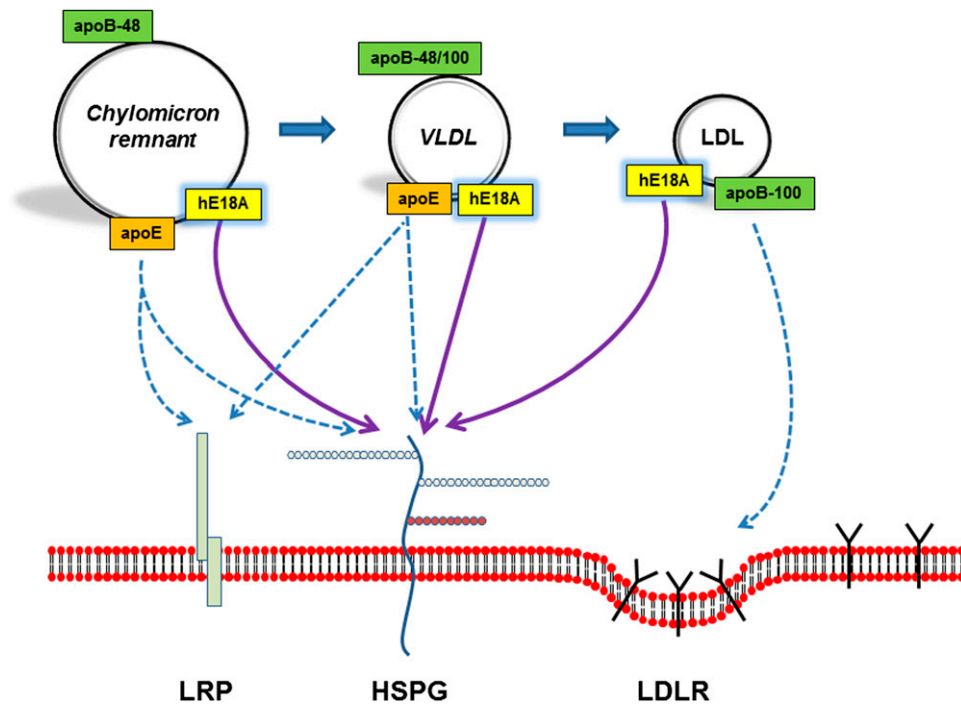 apoB-48
Chylomicron
remnant
hE18A
apoE
apoB-48/100
VLDL
apoE
hE18A
LDL
hE18A
apoB-100
LRP
HSPG
LDLR